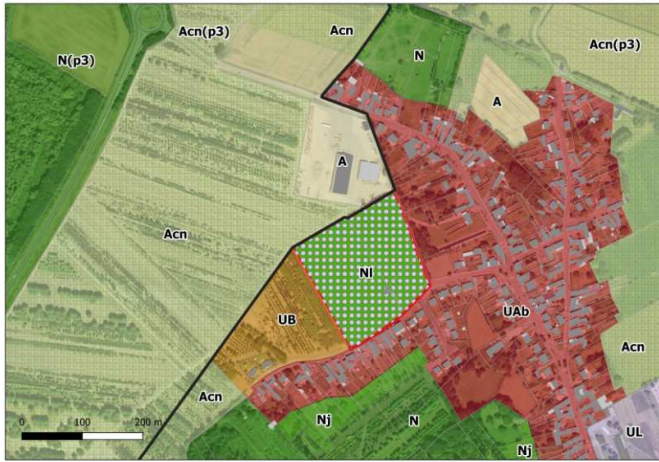 Acn(p3)
Acn
N
N(p3)
Acn(p3)
A
A
Acn
Nl
UB
UAb
Acn
Acn
0 100 200 m
Nj
N
Nj
UL